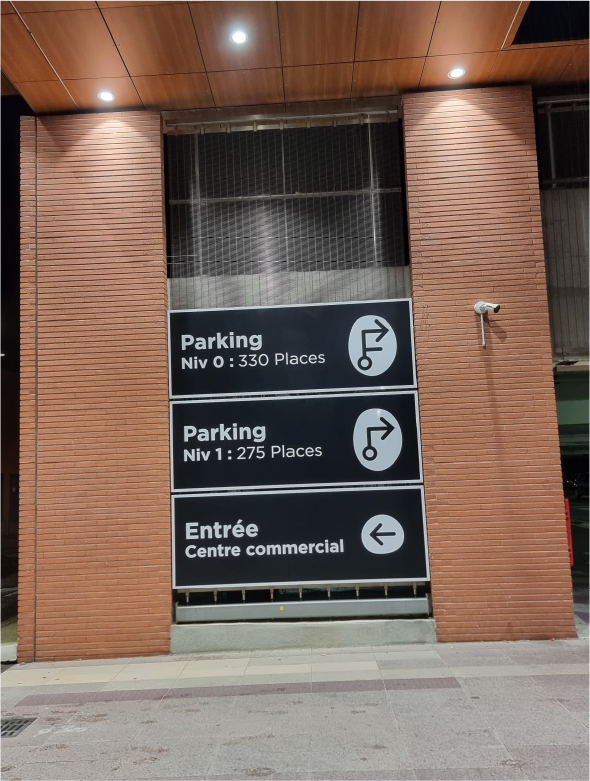 Parking
Niv 0 : 330 Places
Parking
Niv 1 : 275 Places
Entrée
Centre commercial